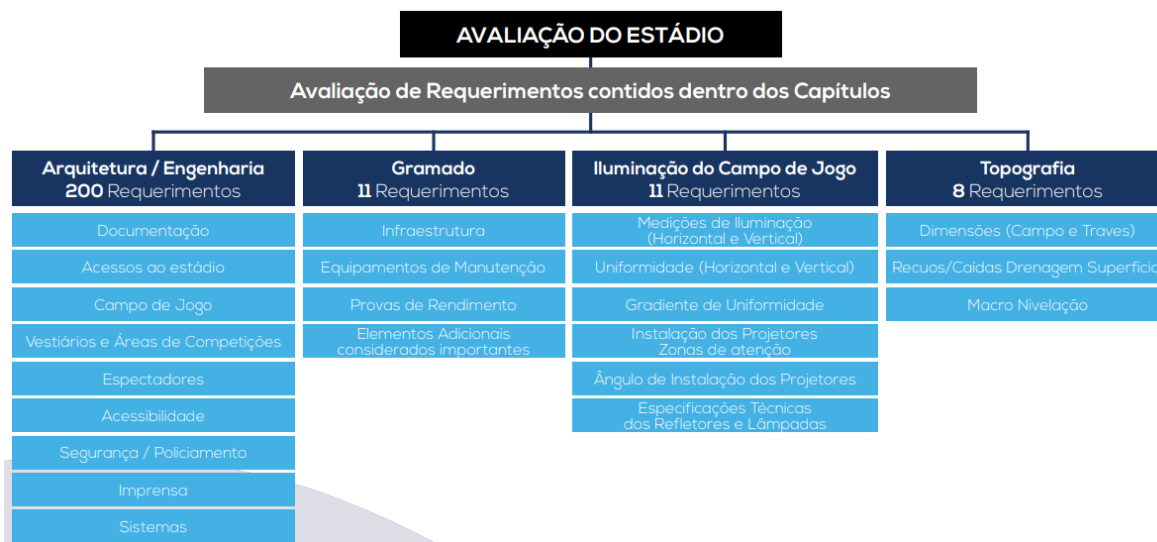 AVALIAÇÃO DO ESTÁDIO
Avaliação de Requerimentos contidos dentro dos Capítulos
Arquitetura / Engenharia
200 Requerimentos
Documentação
Acessos ao estádio
Campo de Jogo
Vestiários e Áreas de Competições
Espectadores
Acessibilidade
Segurança / Policiamento
Imprensa
Sistemas
Gramado
11 Requerimentos
Infraestrutura
Equipamentos de Manutenção
Provas de Rendimento
Elementos Adicionais
considerados importantes
Iluminação do Campo de Jogo
11 Requerimentos
Medições de Iluminação
(Horizontal e Vertical)
Uniformidade (Horizontal e Vertical)
Gradiente de Uniformidade
Instalação dos Projetores
Zonas de atenção
Ângulo de Instalação dos Projetores
Especificações Técnicas
dos Refletores e Lâmpadas
Topografia
8 Requerimentos
Dimensões (Campo e Traves)
Recuos/Caídas Drenagem Superficia
Macro Nivelação